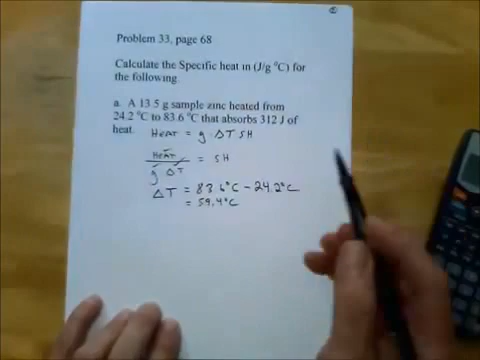 Problem 33, page 68
Calculate the Specific heat in (J/g °C) for
the following
a. A 13.5 g sample zinc heated from
24.2 °C to 83.6 °C that absorbs 312 J of
heat. HEAT = g · ΔT SH
HEAT = SH
g ΔT
ΔT = 83.6°C - 24.2°C
= 59.4°C